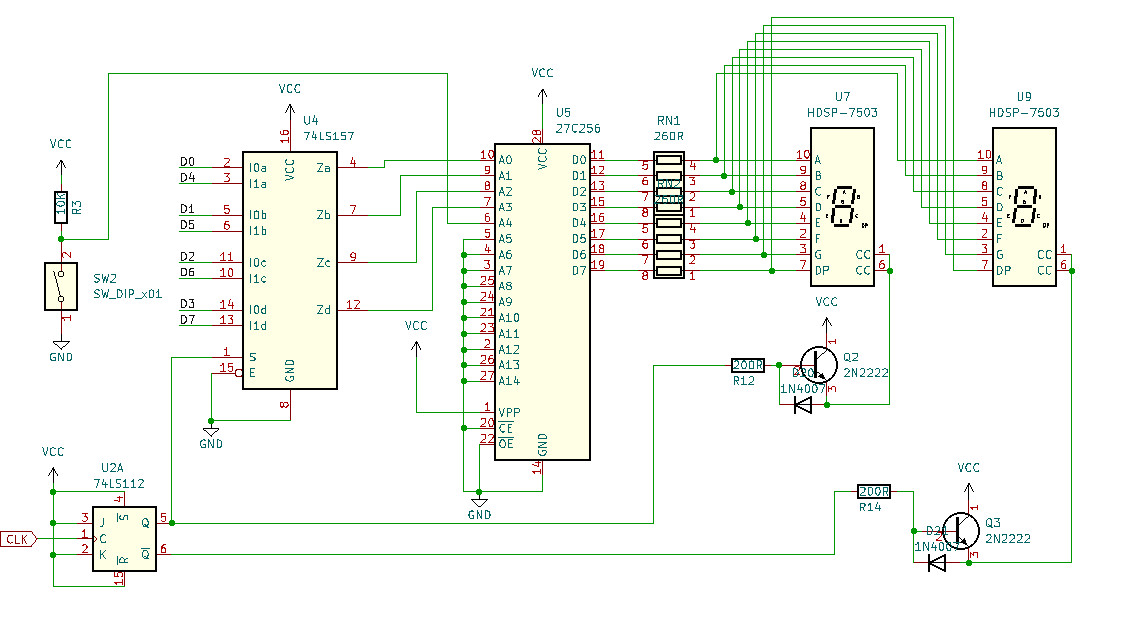 VCC
10K
R3
2
SW2
SW_DIP_x01
1
GND
VCC
16
U4
74LS157
VCC
D0 2 I0a Za 4
D4 3 I1a
D1 5 I0b Zb 7
D5 6 I1b
D2 11 I0c Zc 9
D6 10 I1c
D3 14 I0d Zd 12
D7 13 I1d
1 S
15 E
GND
8
GND
VCC
28
U5
27C256
VCC
10 A0 D0 11
9 A1 D1 12
8 A2 D2 13
7 A3 D3 15
6 A4 D4 16
5 A5 D5 17
4 A6 D6 18
3 A7 D7 19
25 A8
24 A9
21 A10
23 A11
2 A12
26 A13
27 A14
VCC
1 VPP
20 CE
22 OE
GND
14
GND
RN1
260R
5 4
6 3
7 2
8 1
RN2
260R
5 4
6 3
7 2
8 1
U7
HDSP-7503
10 A
9 B
8 C
5 D
4 E
2 F
3 G CC 1
7 DP CC 6
U9
HDSP-7503
10 A
9 B
8 C
5 D
4 E
2 F
3 G CC 1
7 DP CC 6
VCC
1
200R
R12
Q2
2N2222
1N4007
3
VCC
U2A
74LS112
4
3 J S Q 5
CLK 1 C
2 K R Q 6
15
VCC
1
200R
R14
Q3
2N2222
2
1N4007
3